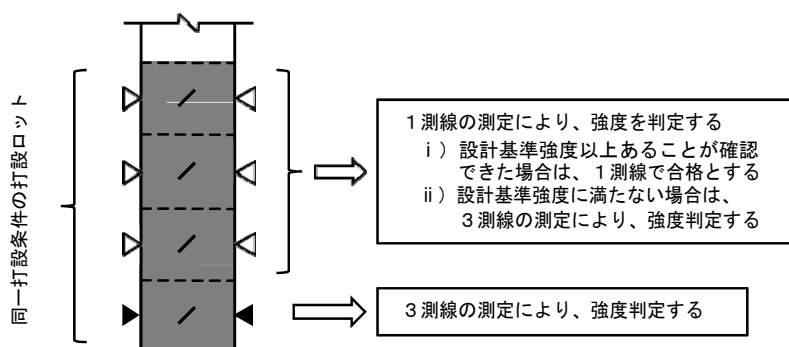 同一打設条件の打設ロット
１測線の測定により、強度を判定する
ⅰ）設計基準強度以上あることが確認
できた場合は、１測線で合格とする
ⅱ）設計基準強度に満たない場合は、
３測線の測定により、強度判定する
３測線の測定により、強度判定する